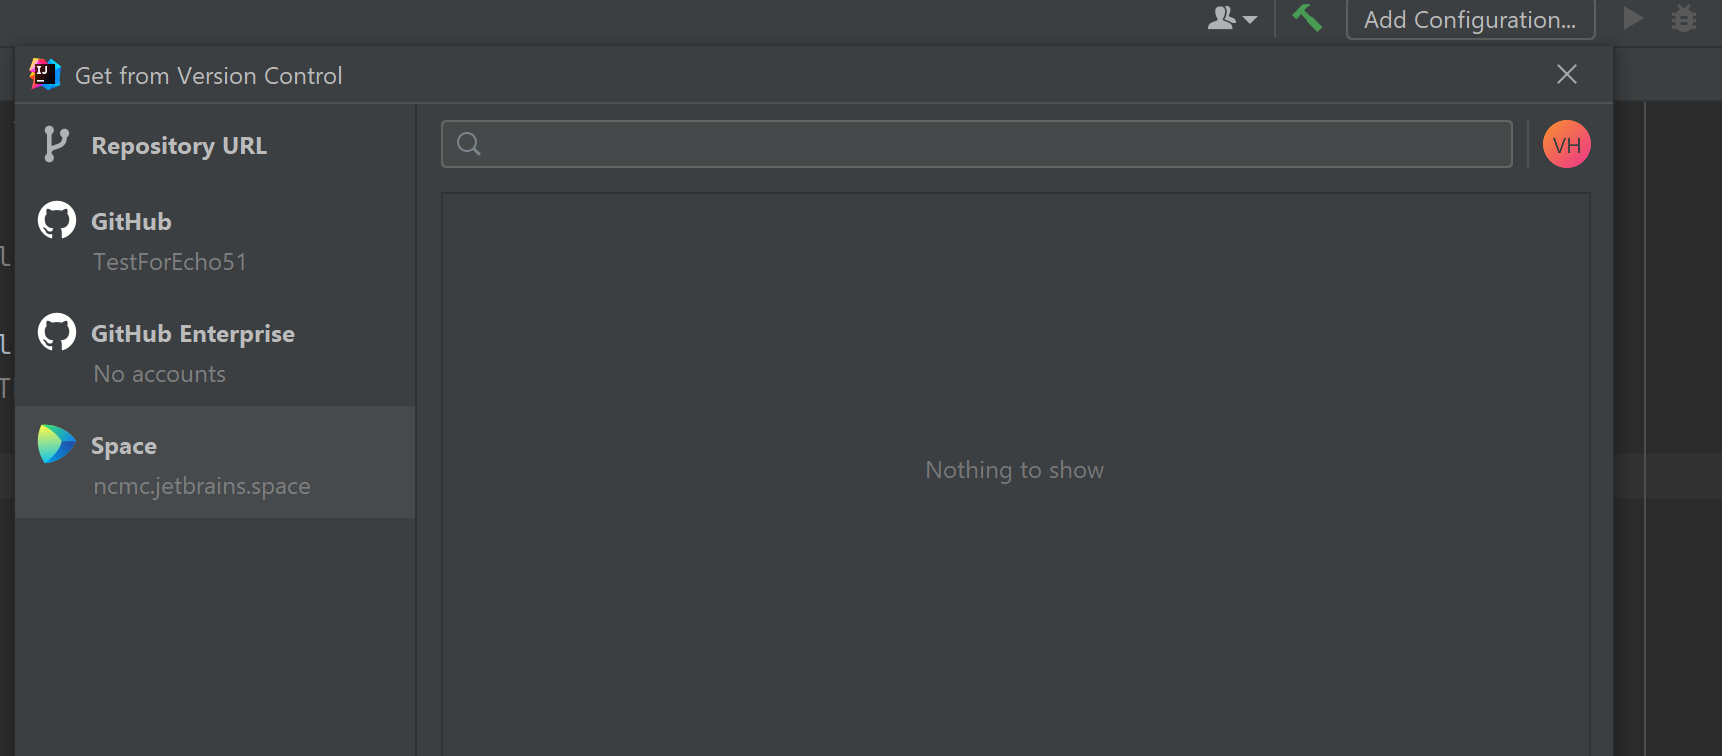 Add Configuration...
IJ
Get from Version Control
Repository URL
VH
GitHub
TestForEcho51
GitHub Enterprise
No accounts
Space
ncmc.jetbrains.space
Nothing to show